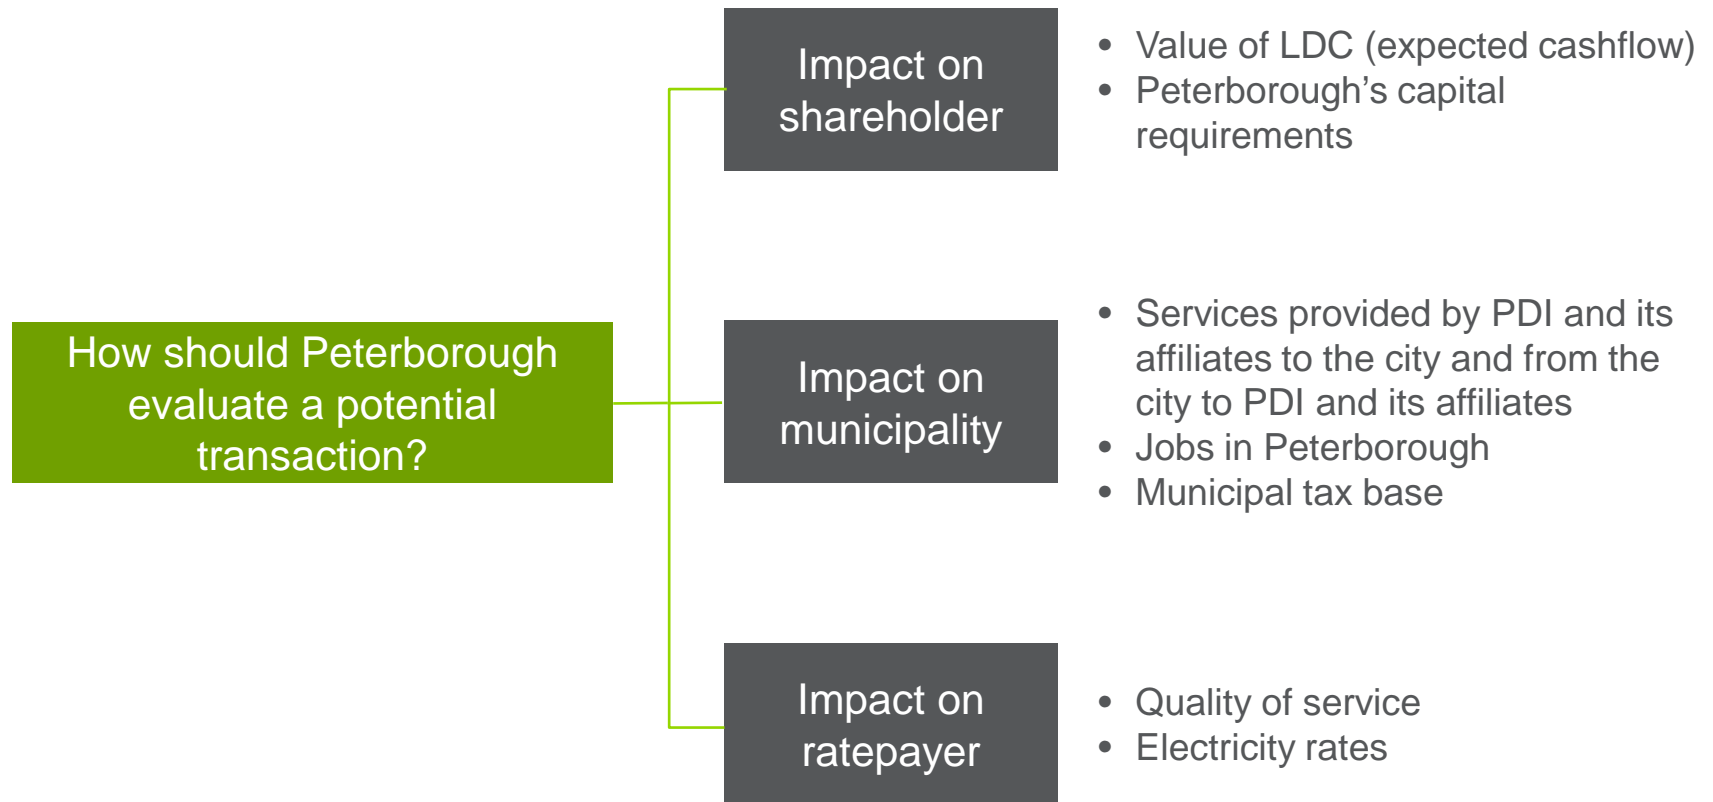 How should Peterborough
evaluate a potential
transaction?
Impact on
shareholder
• Value of LDC (expected cashflow)
• Peterborough’s capital
requirements
Impact on
municipality
• Services provided by PDI and its
affiliates to the city and from the
city to PDI and its affiliates
• Jobs in Peterborough
• Municipal tax base
Impact on
ratepayer
• Quality of service
• Electricity rates